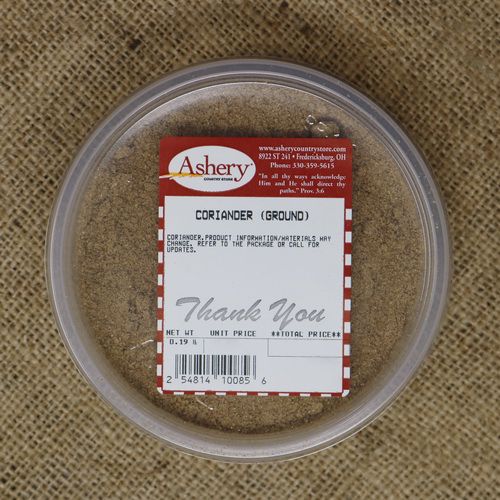 Ashery
COUNTRY STORE
www.asherycountrystore.com
8922 ST 241 • Fredericksburg, OH
Phone: 330-359-5615
"In all thy ways acknowledge
Him and He shall direct thy
paths." Prov. 3:6
CORIANDER (GROUND)
CORIANDER.PRODUCT INFORMATION/MATERIALS MAY
CHANGE. REFER TO THE PACKAGE OR CALL FOR
UPDATES.
Thank You
NET WT UNIT PRICE **TOTAL PRICE**
0.19 lb
2 54814 10085 6